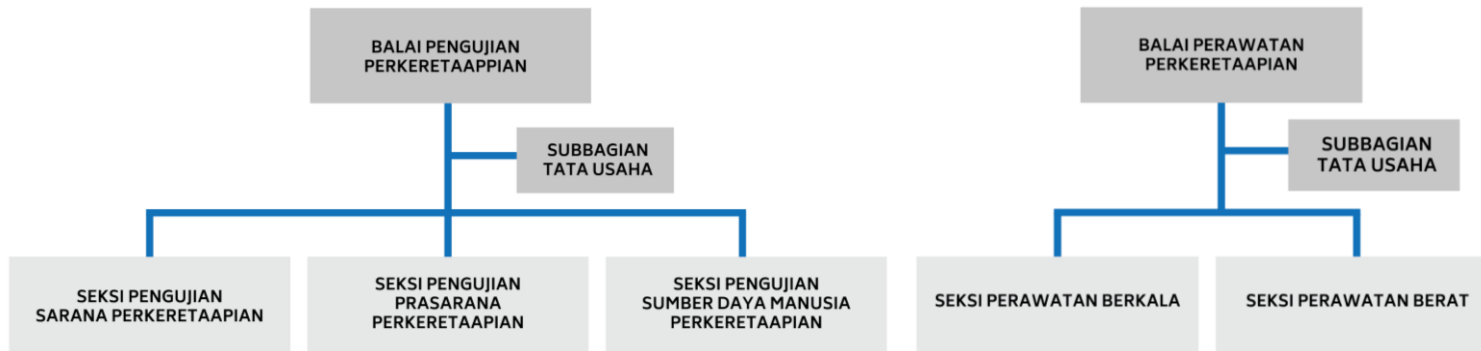 BALAI PENGUJIAN
PERKERETAAPPIAN
SUBBAGIAN
TATA USAHA
SEKSI PENGUJIAN
SARANA PERKERETAAPIAN
SEKSI PENGUJIAN
PRASARANA
PERKERETAAPIAN
SEKSI PENGUJIAN
SUMBER DAYA MANUSIA
PERKERETAAPIAN
BALAI PERAWATAN
PERKERETAAPIAN
SUBBAGIAN
TATA USAHA
SEKSI PERAWATAN BERKALA
SEKSI PERAWATAN BERAT